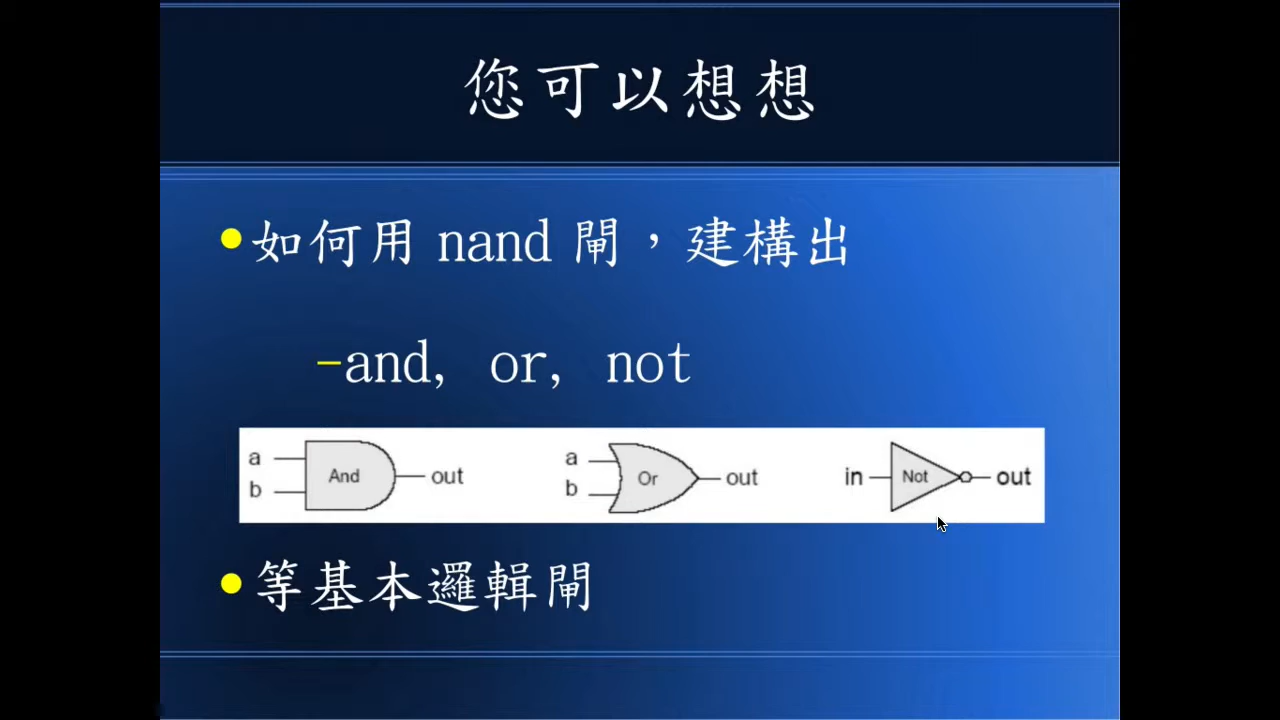 您可以想想
如何用 nand 閘，建構出
-and, or, not
a b And out a b Or out in Not out
等基本邏輯閘